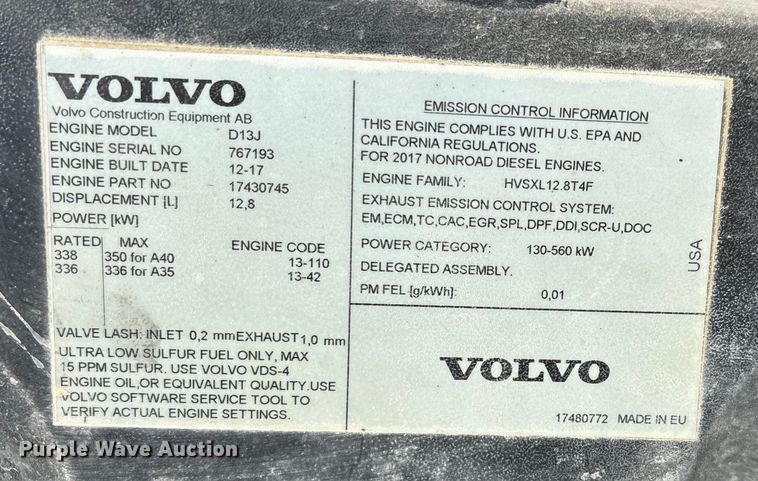 VOLVO
Volvo Construction Equipment AB
ENGINE MODEL D13J
ENGINE SERIAL NO 767193
ENGINE BUILT DATE 12-17
ENGINE PART NO 17430745
DISPLACEMENT [L] 12,8
POWER [kW]
RATED MAX ENGINE CODE
338 350 for A40 13-110
336 336 for A35 13-42
VALVE LASH: INLET 0,2 mm EXHAUST 1,0 mm
ULTRA LOW SULFUR FUEL ONLY, MAX
15 PPM SULFUR. USE VOLVO VDS-4
ENGINE OIL,OR EQUIVALENT QUALITY.USE
VOLVO SOFTWARE SERVICE TOOL TO
VERIFY ACTUAL ENGINE SETTINGS.
EMISSION CONTROL INFORMATION
THIS ENGINE COMPLIES WITH U.S. EPA AND
CALIFORNIA REGULATIONS.
FOR 2017 NONROAD DIESEL ENGINES.
ENGINE FAMILY: HVSXL12.8T4F
EXHAUST EMISSION CONTROL SYSTEM:
EM,ECM,TC,CAC,EGR,SPL,DPF,DDI,SCR-U,DOC
POWER CATEGORY: 130-560 kW
DELEGATED ASSEMBLY.
PM FEL:[g/kWh]: 0,01
USA
VOLVO
17480772 MADE IN EU
Purple Wave Auction